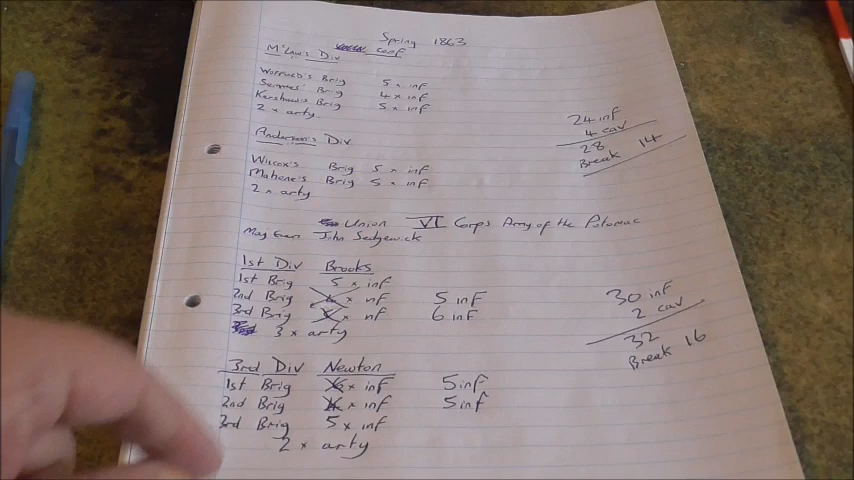 Spring 1863
Conf
M'Laws Div
Brig 5 x inf
Semmes' Brig 4 x inf
Kershaw's Brig 5 x inf
2 x arty
24 inf
4 cav
28
Break 14
Anderson's Div
Wilcox's Brig 5 x inf
Mahone's Brig 5 x inf
2 x arty
Union VI Corps Army of the Potomac
Maj Gen John Sedgewick
1st Div Brooks
1st Brig 5 x inf
2nd Brig x inf 5 inf
3rd Brig x inf 6 inf
3 x arty
30 inf
2 cav
32
Break 16
3rd Div Newton
1st Brig x inf 5 inf
2nd Brig x inf 5 inf
3rd Brig 5 x inf
2 x arty